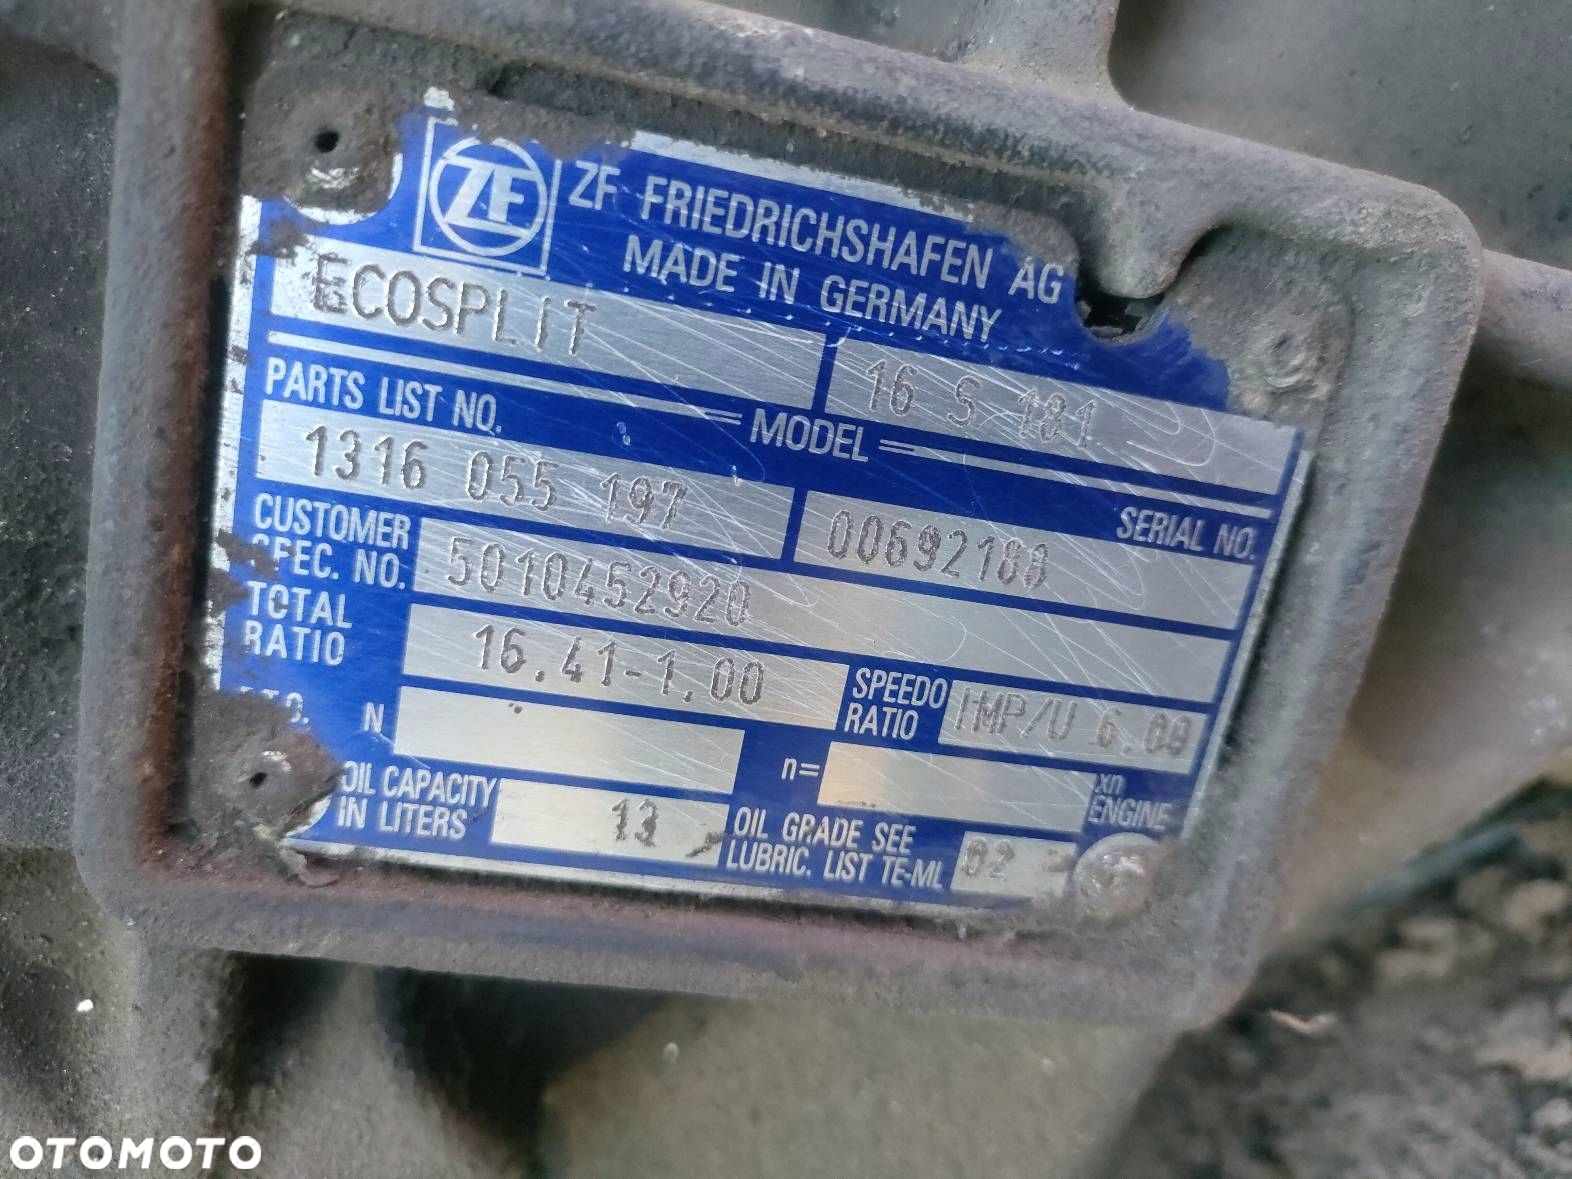 ZF
ZF FRIEDRICHSHAFEN AG
MADE IN GERMANY
ECOSPLIT 16 S 181
PARTS LIST NO. MODEL
1316 055 197 SERIAL NO.
CUSTOMER 00692188
SPEC. NO. 5010452920
TOTAL
RATIO 16.41-1.00 SPEEDO
RATIO IMP/U 6.00
N n= xn
ENGINE
OIL CAPACITY
IN LITERS 13 OIL GRADE SEE
LUBRIC. LIST TE-ML 02
OTOMOTO